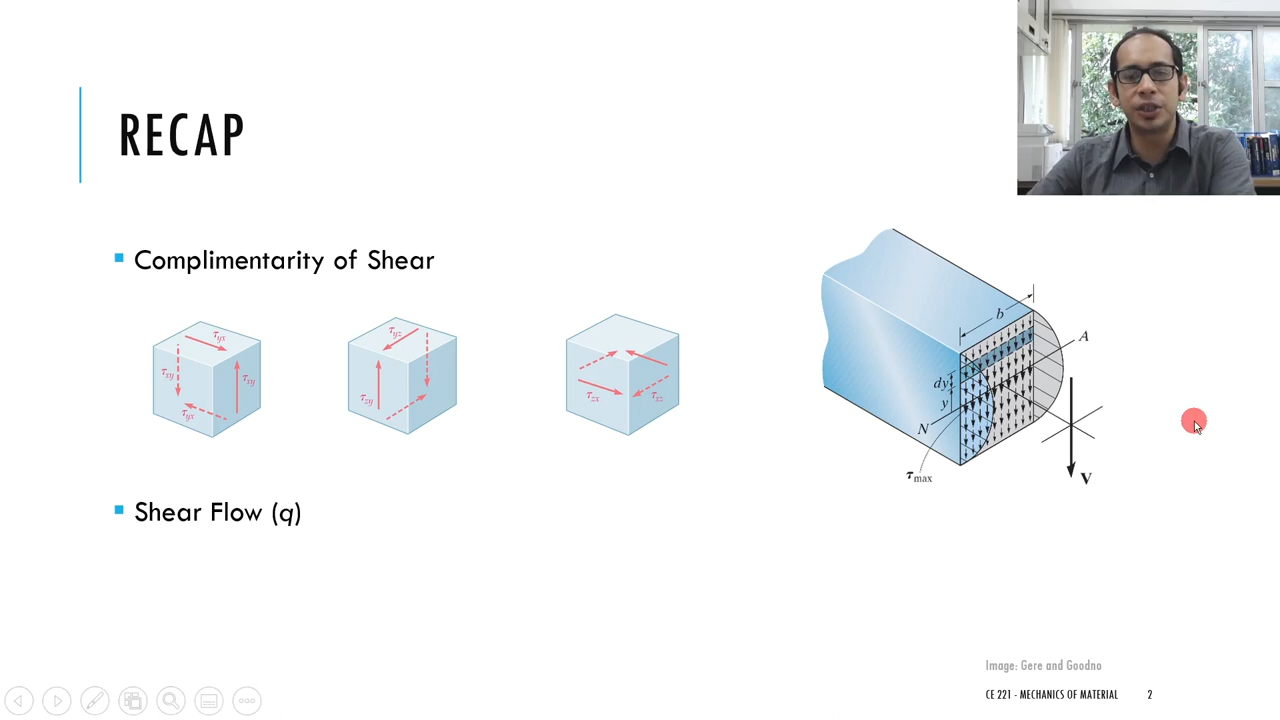 RECAP
Complimentarity of Shear
τyx
τxy
τxy
τyx
τyz
τzy
τzx
τxz
b
A
dy
y
N
τmax
V
Shear Flow (q)
Image: Gere and Goodno
CE 221 - MECHANICS OF MATERIAL 2